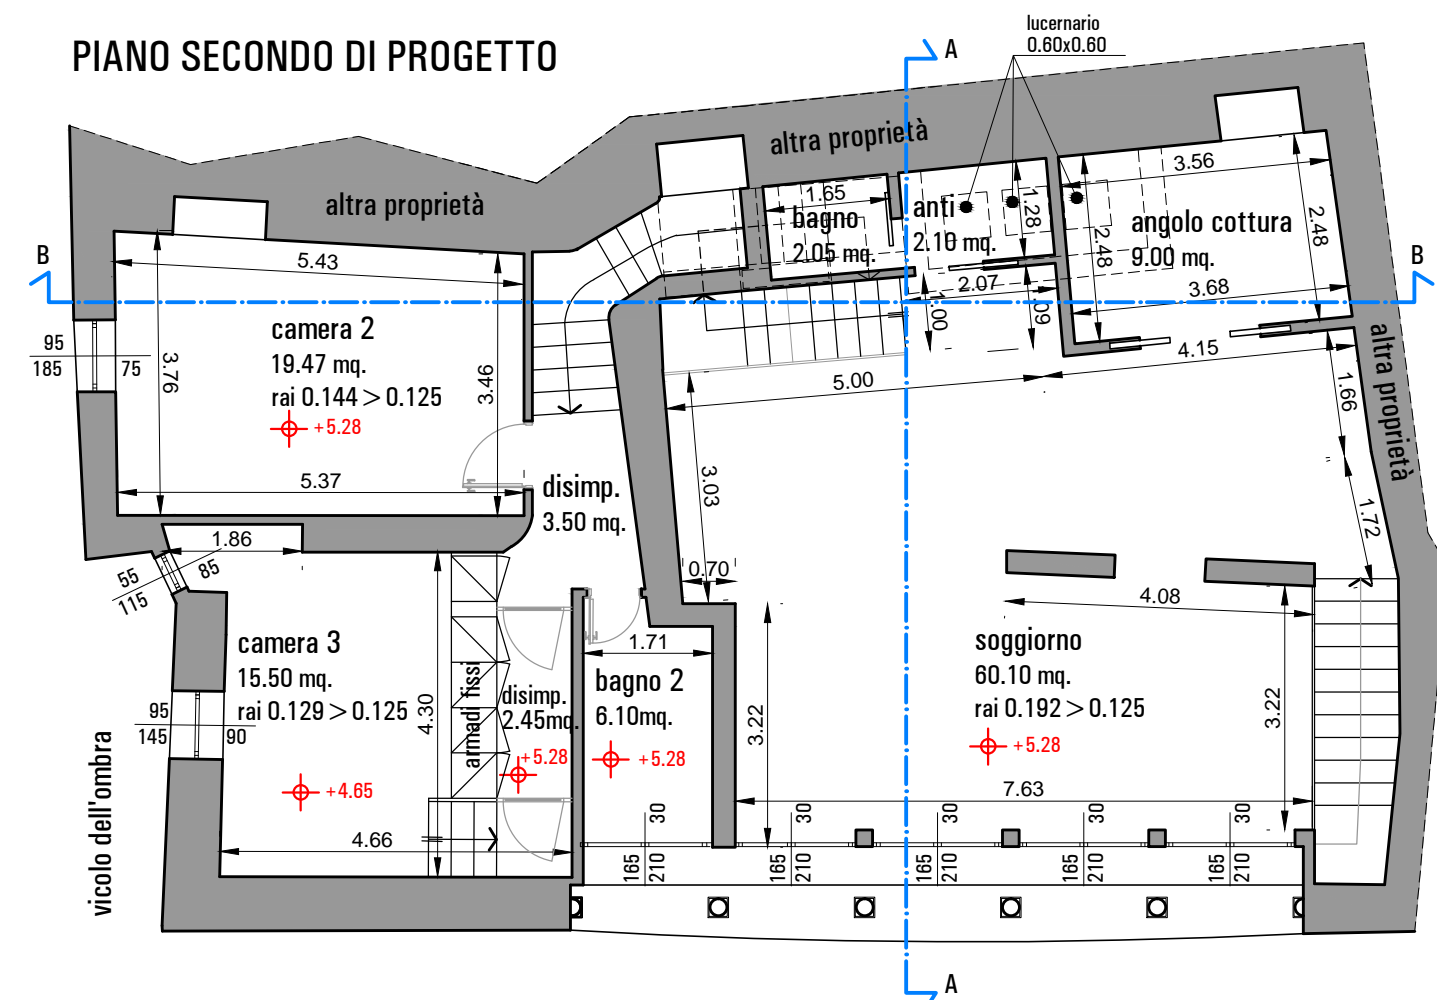 lucernario
0.60x0.60
A
PIANO SECONDO DI PROGETTO
altra proprietà
altra proprietà
3.56
1.65
bagno
2.05 mq.
anti
2.10 mq.
1.28
angolo cottura
9.00 mq.
2.48
2.48
B
B
5.43
2.07
3.68
1.00
.09
camera 2
19.47 mq.
rai 0.144 > 0.125
+5.28
95
185
75
3.76
3.46
5.37
4.15
5.00
altra proprietà
1.66
1.72
3.03
disimp.
3.50 mq.
0.70
1.86
55
115
85
4.08
camera 3
15.50 mq.
rai 0.129 > 0.125
+4.65
95
145
90
4.30
4.66
armadi fissi
disimp.
2.45mq.
+5.28
1.71
bagno 2
6.10mq.
+5.28
3.22
soggiorno
60.10 mq.
rai 0.192 > 0.125
+5.28
3.22
7.63
30
30
30
30
30
165
210
165
210
165
210
165
210
165
210
vicolo dell'ombra
A